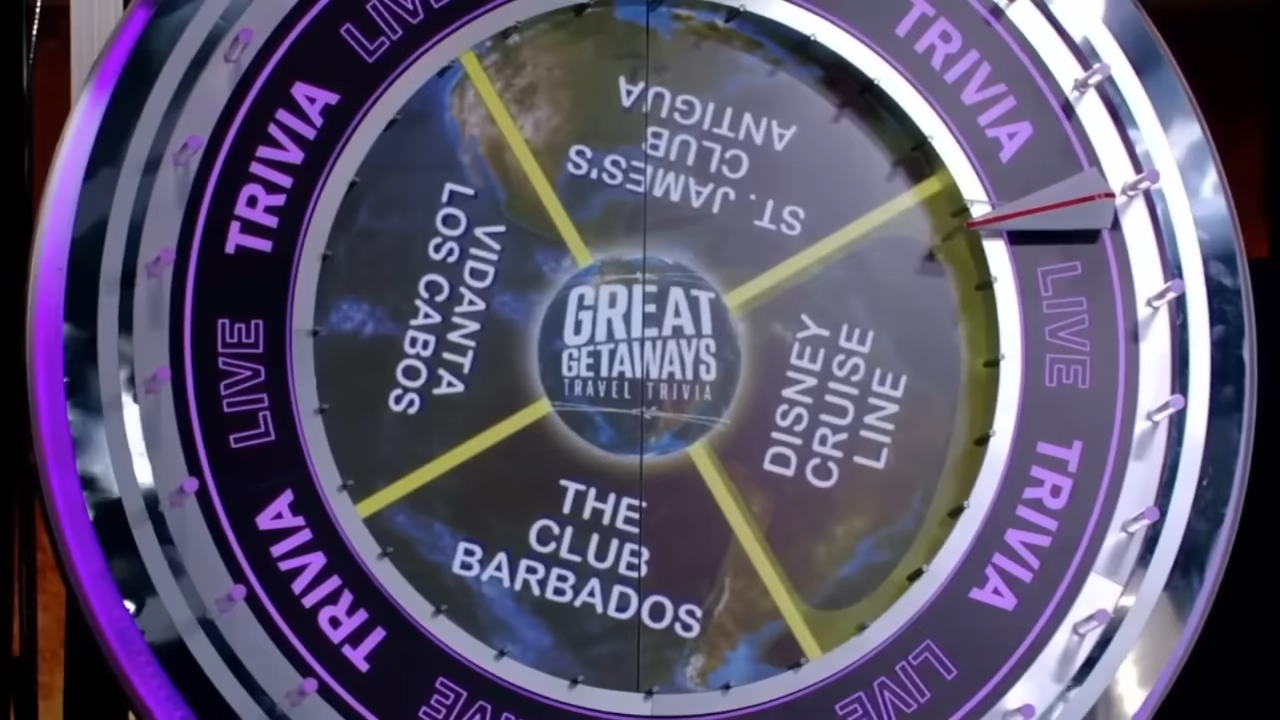 LIVE
TRIVIA
TRIVIA
ST. JAMES'S
CLUB
ANTIGUA
VIDANTA
LOS CABOS
GREAT
GETAWAYS
TRAVEL TRIVIA
DISNEY
CRUISE
LINE
THE
CLUB
BARBADOS
LIVE
LIVE
TRIVIA
TRIVIA
LIVE
LIVE